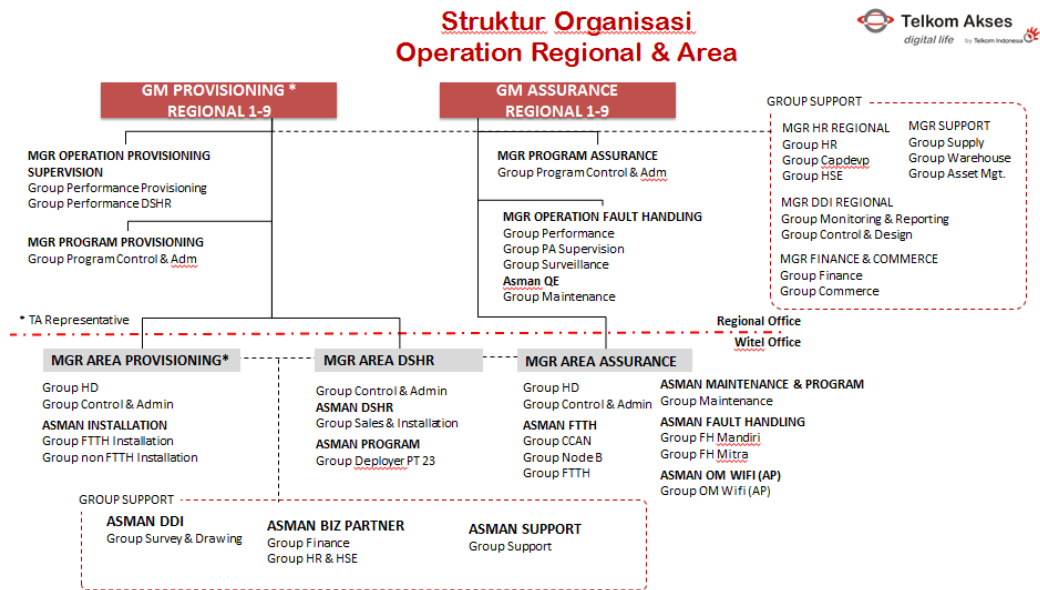 Struktur Organisasi
Operation Regional & Area
Telkom Akses
digital life
by Telkom Indonesia
GM PROVISIONING *
REGIONAL 1-9
GM ASSURANCE
REGIONAL 1-9
MGR OPERATION PROVISIONING
SUPERVISION
Group Performance Provisioning
Group Performance DSHR
MGR PROGRAM PROVISIONING
Group Program Control & Adm
* TA Representative
MGR PROGRAM ASSURANCE
Group Program Control & Adm
MGR OPERATION FAULT HANDLING
Group Performance
Group PA Supervision
Group Surveillance
Asman QE
Group Maintenance
GROUP SUPPORT
MGR HR REGIONAL
Group HR
Group Capdevp
Group HSE
MGR SUPPORT
Group Supply
Group Warehouse
Group Asset Mgt.
MGR DDI REGIONAL
Group Monitoring & Reporting
Group Control & Design
MGR FINANCE & COMMERCE
Group Finance
Group Commerce
Regional Office
Witel Office
MGR AREA PROVISIONING*
Group HD
Group Control & Admin
ASMAN INSTALLATION
Group FTTH Installation
Group non FTTH Installation
MGR AREA DSHR
Group Control & Admin
ASMAN DSHR
Group Sales & Installation
ASMAN PROGRAM
Group Deployer PT 23
MGR AREA ASSURANCE
Group HD
Group Control & Admin
ASMAN FTTH
Group CCAN
Group Node B
Group FTTH
ASMAN MAINTENANCE & PROGRAM
Group Maintenance
ASMAN FAULT HANDLING
Group FH Mandiri
Group FH Mitra
ASMAN OM WIFI (AP)
Group OM Wifi (AP)
GROUP SUPPORT
ASMAN DDI
Group Survey & Drawing
ASMAN BIZ PARTNER
Group Finance
Group HR & HSE
ASMAN SUPPORT
Group Support